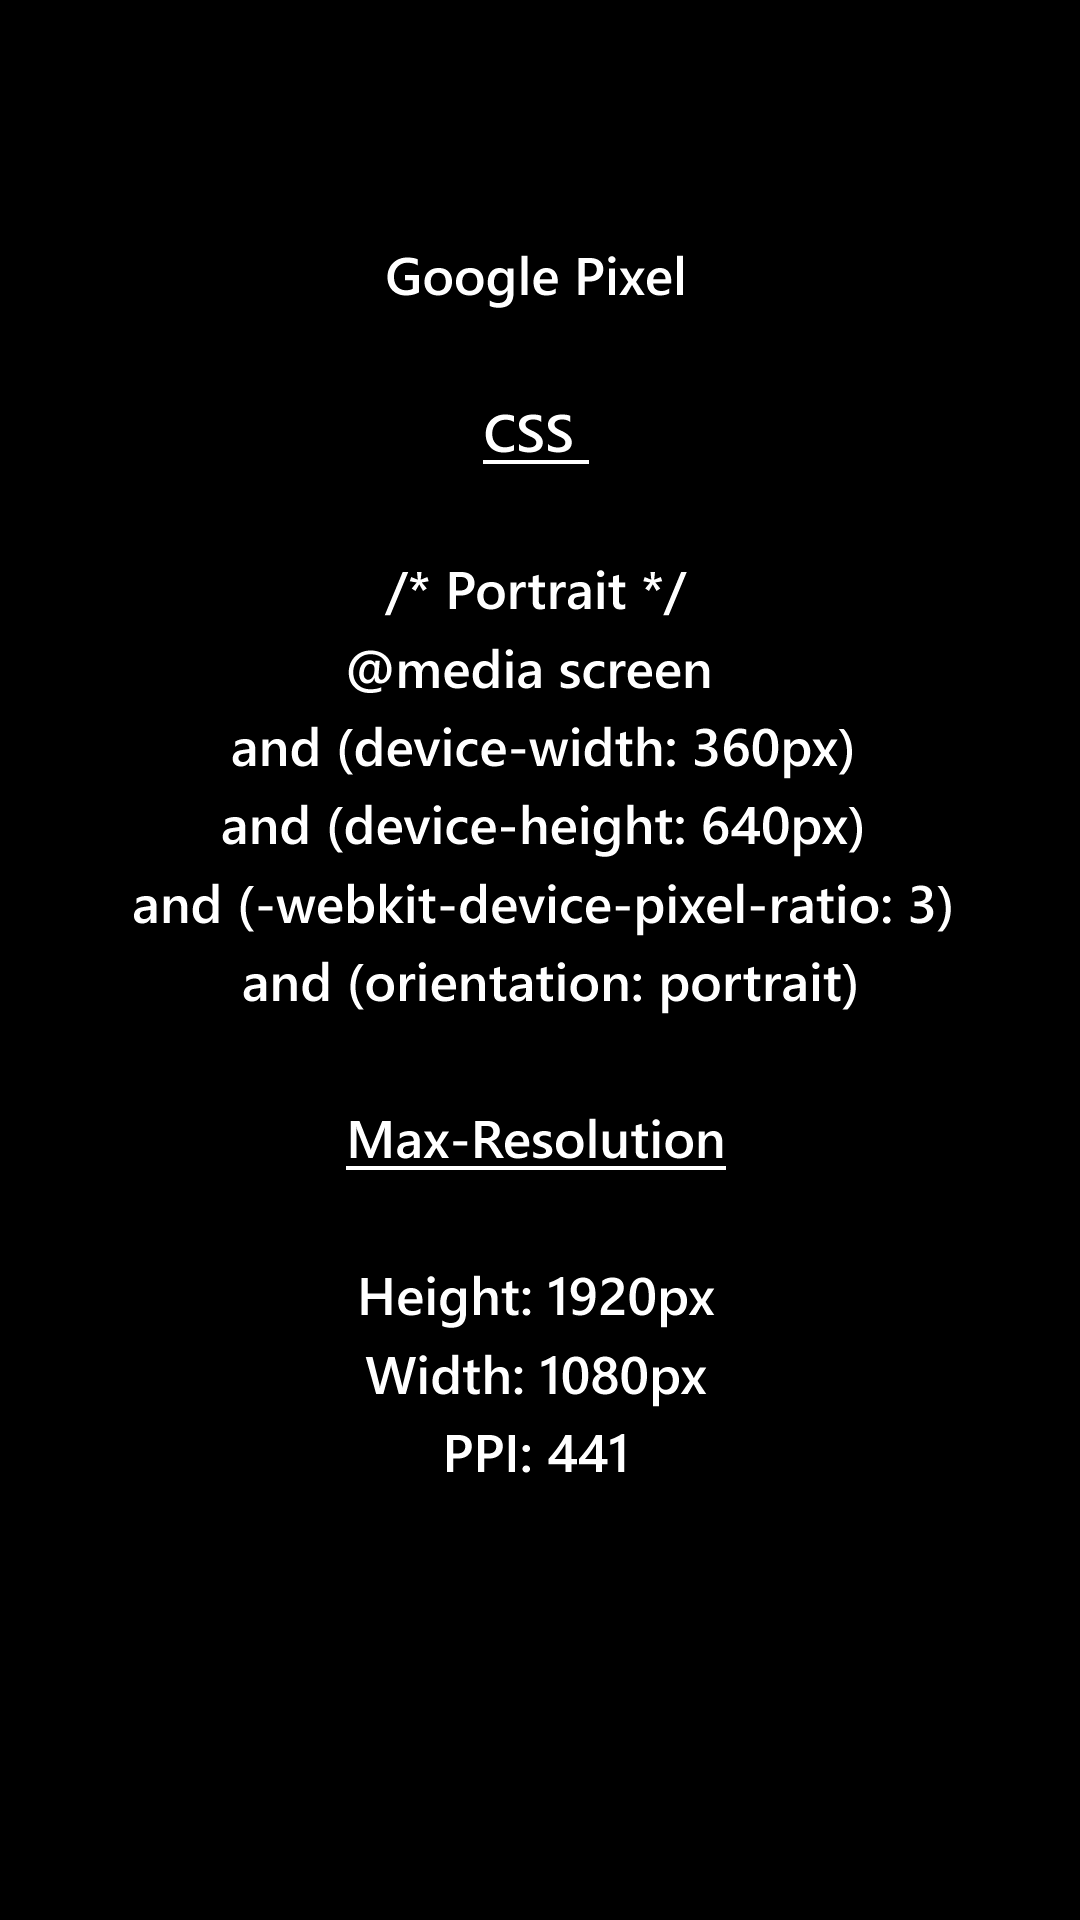 Google Pixel
CSS
/* Portrait */
@media screen
and (device-width: 360px)
and (device-height: 640px)
and (-webkit-device-pixel-ratio: 3)
and (orientation: portrait)
Max-Resolution
Height: 1920px
Width: 1080px
PPI: 441